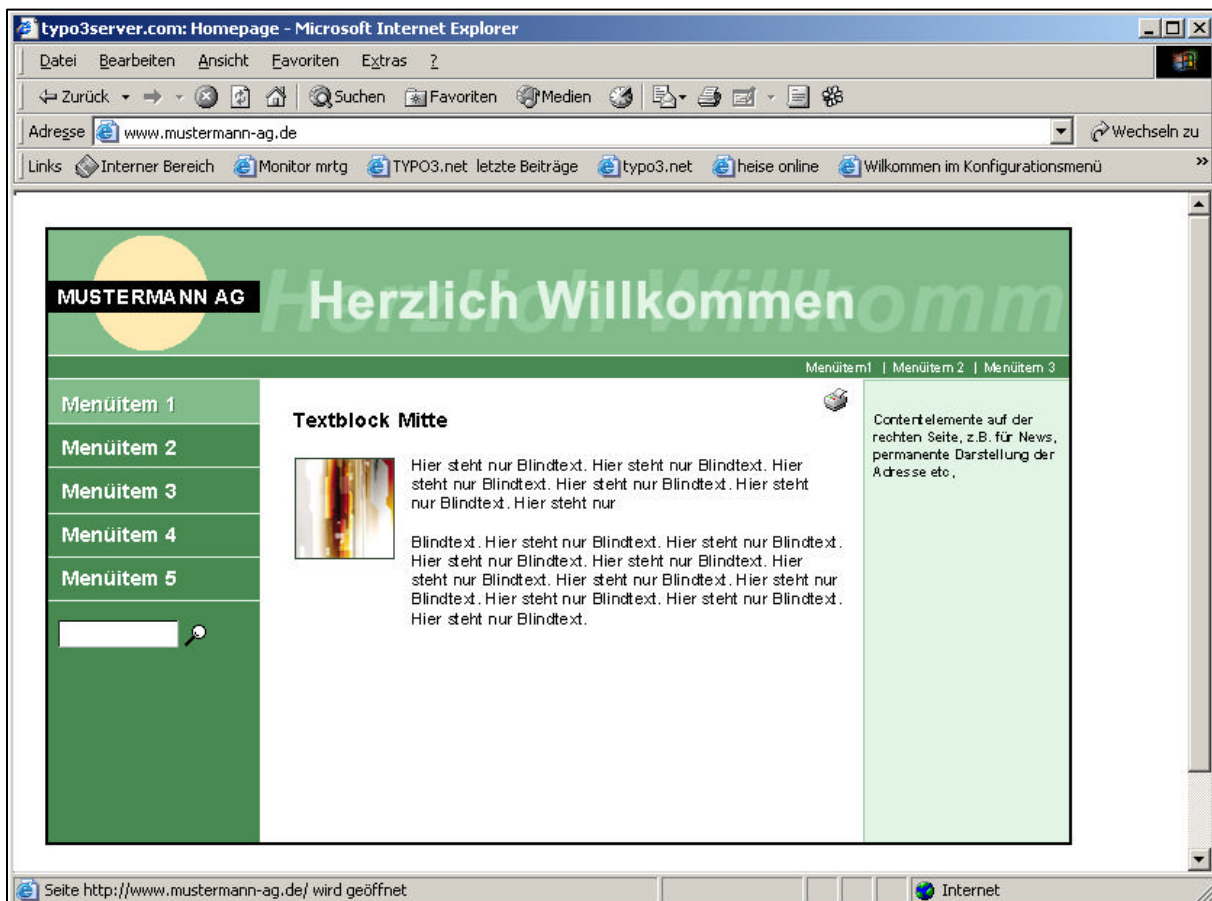 typo3server.com: Homepage - Microsoft Internet Explorer
Datei Bearbeiten Ansicht Favoriten Extras ?
Zurück Suchen Favoriten Medien
Adresse www.mustermann-ag.de Wechseln zu
Links Interner Bereich Monitor mrtg TYPO3.net letzte Beiträge typo3.net heise online Wilkommen im Konfigurationsmenü »
Herzlich Willkomm
MUSTERMANN AG Herzlich Willkommen
Menüitem1 | Menüitem 2 | Menüitem 3
Menüitem 1
Menüitem 2
Menüitem 3
Menüitem 4
Menüitem 5
Textblock Mitte
Hier steht nur Blindtext. Hier steht nur Blindtext. Hier
steht nur Blindtext. Hier steht nur Blindtext. Hier steht
nur Blindtext. Hier steht nur
Blindtext. Hier steht nur Blindtext. Hier steht nur Blindtext.
Hier steht nur Blindtext. Hier steht nur Blindtext. Hier
steht nur Blindtext. Hier steht nur Blindtext. Hier steht nur
Blindtext. Hier steht nur Blindtext. Hier steht nur Blindtext.
Hier steht nur Blindtext.
Contentelemente auf der
rechten Seite, z.B. für News,
permanente Darstellung der
Adresse etc,
Seite http://www.mustermann-ag.de/ wird geöffnet Internet